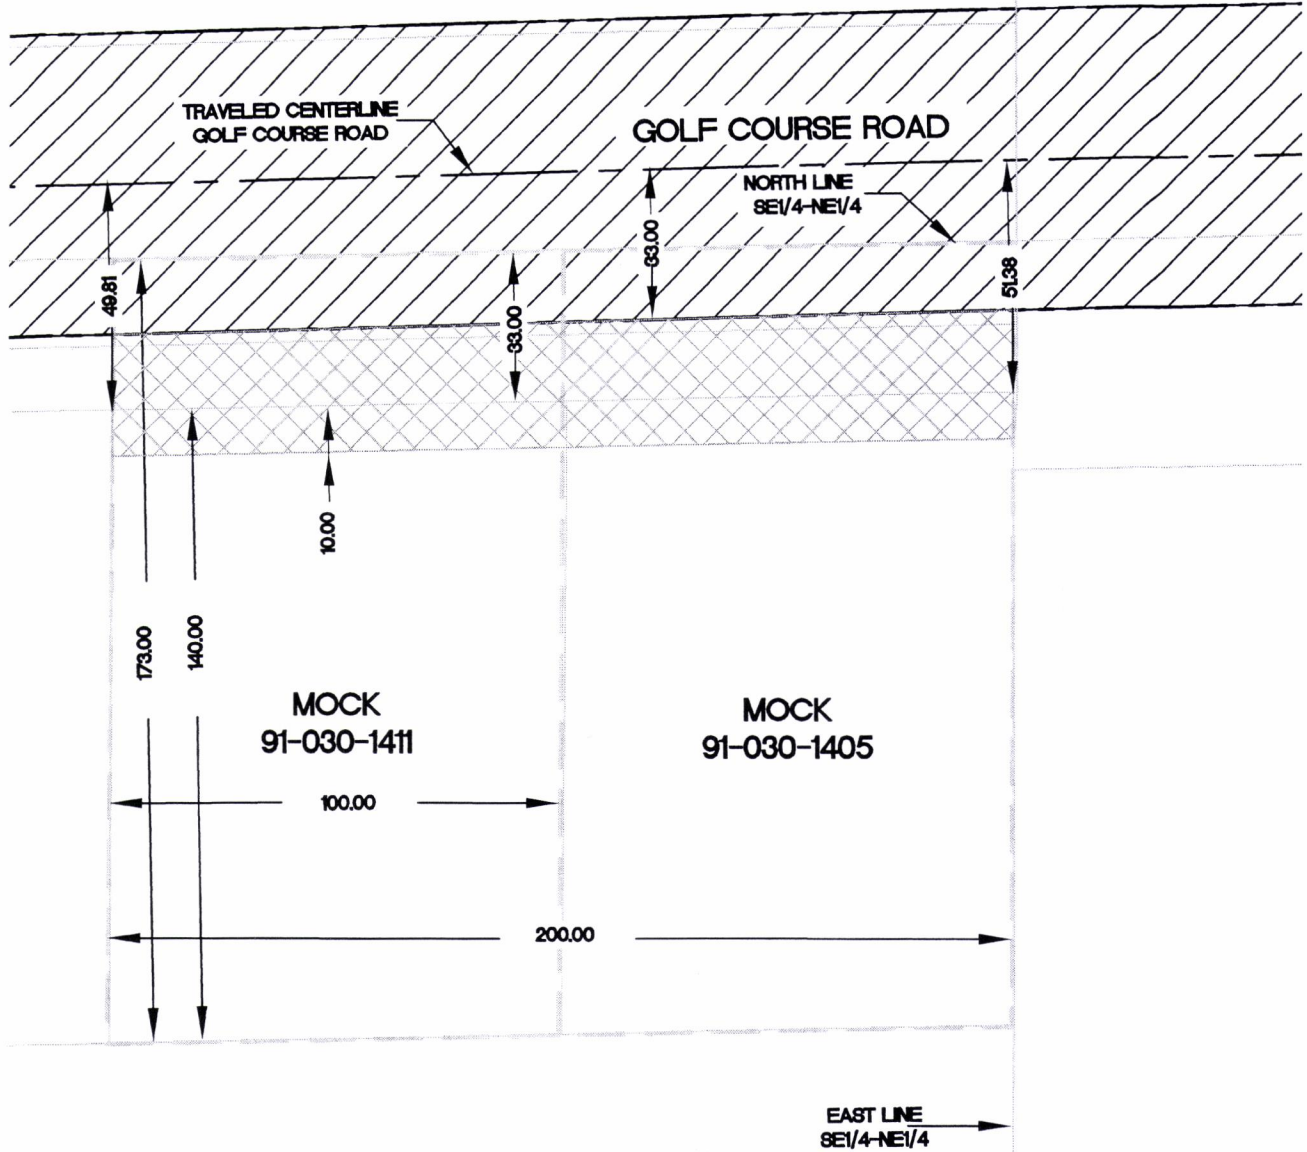 TRAVELED CENTERLINE
GOLF COURSE ROAD
GOLF COURSE ROAD
NORTH LINE
SE1/4-NE1/4
49.81
33.00
33.00
51.38
10.00
173.00
140.00
MOCK
91-030-1411
MOCK
91-030-1405
100.00
200.00
EAST LINE
SE1/4-NE1/4